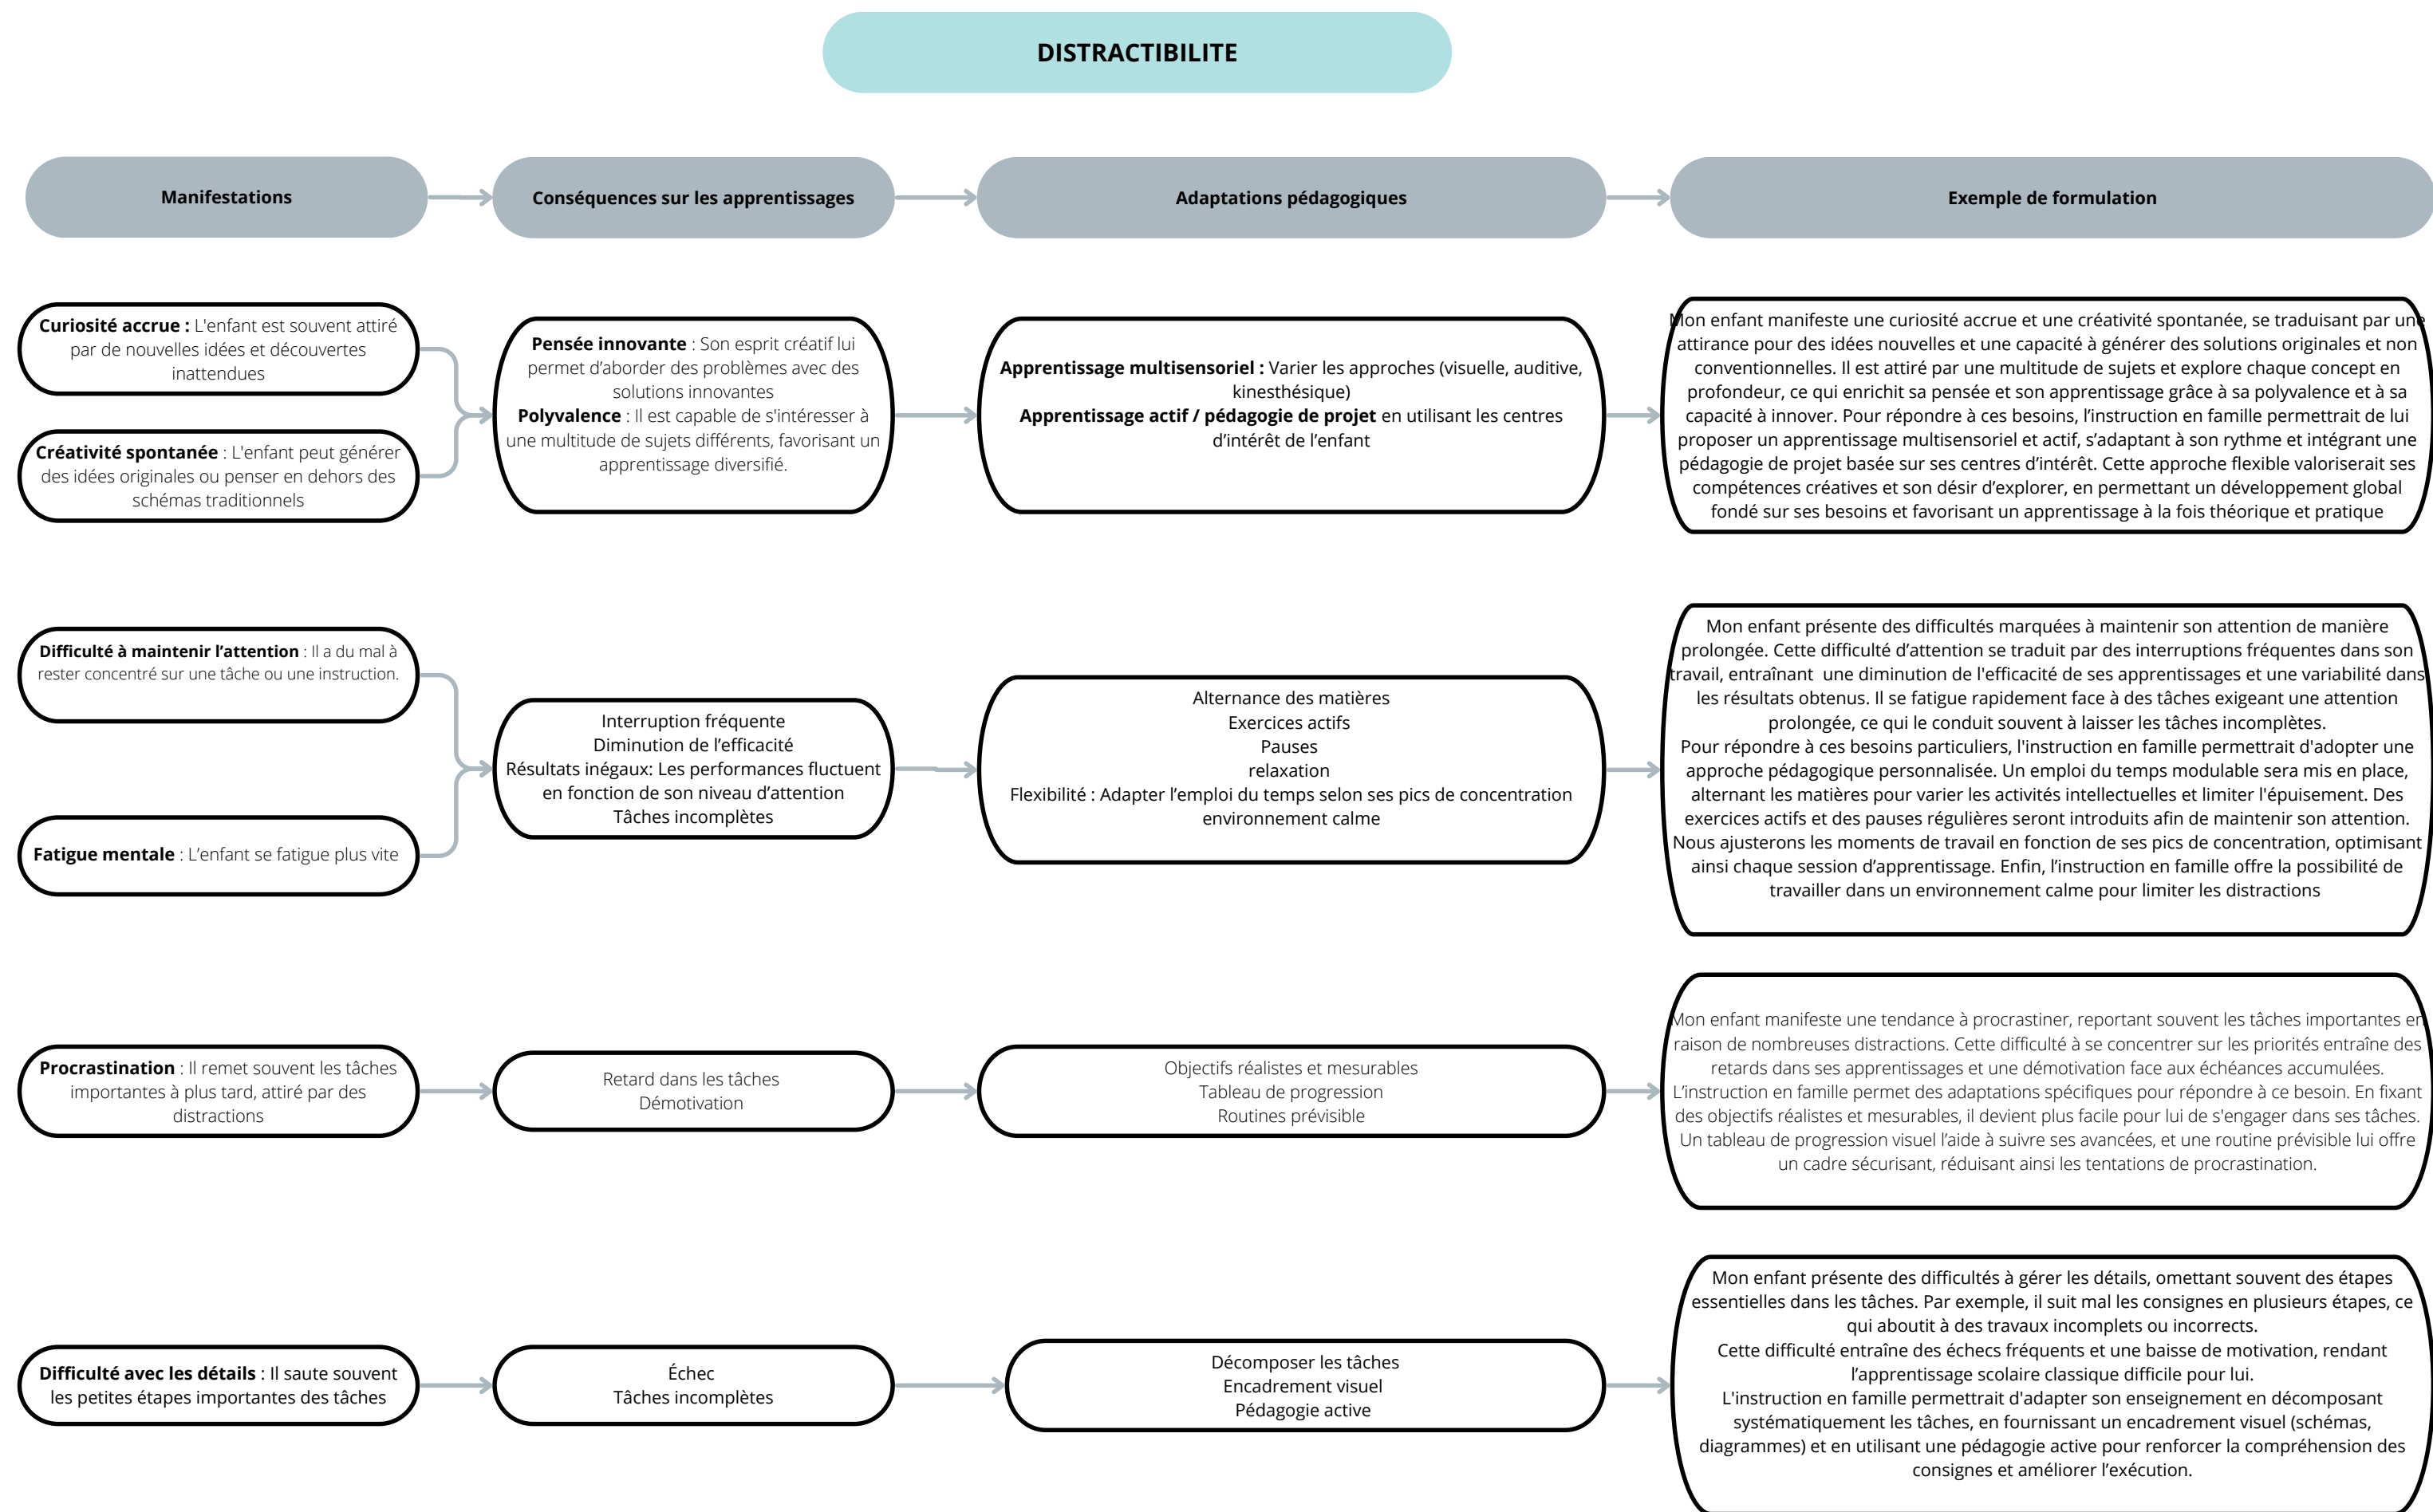 DISTRACTIBILITE
Manifestations
Conséquences sur les apprentissages
Adaptations pédagogiques
Exemple de formulation
Curiosité accrue : L'enfant est souvent attiré
par de nouvelles idées et découvertes
inattendues
Créativité spontanée : L'enfant peut générer
des idées originales ou penser en dehors des
schémas traditionnels
Pensée innovante : Son esprit créatif lui
permet d'aborder des problèmes avec des
solutions innovantes
Polyvalence : Il est capable de s'intéresser à
une multitude de sujets différents, favorisant un
apprentissage diversifié.
Apprentissage multisensoriel : Varier les approches (visuelle, auditive,
kinesthésique)
Apprentissage actif / pédagogie de projet en utilisant les centres
d’intérêt de l’enfant
Mon enfant manifeste une curiosité accrue et une créativité spontanée, se traduisant par une
attirance pour des idées nouvelles et une capacité à générer des solutions originales et non
conventionnelles. Il est attiré par une multitude de sujets et explore chaque concept en
profondeur, ce qui enrichit sa pensée et son apprentissage grâce à sa polyvalence et à sa
capacité à innover. Pour répondre à ces besoins, l’instruction en famille permettrait de lui
proposer un apprentissage multisensoriel et actif, s’adaptant à son rythme et intégrant une
pédagogie de projet basée sur ses centres d’intérêt. Cette approche flexible valoriserait ses
compétences créatives et son désir d’explorer, en permettant un développement global
fondé sur ses besoins et favorisant un apprentissage à la fois théorique et pratique
Difficulté à maintenir l’attention : Il a du mal à
rester concentré sur une tâche ou une instruction.
Fatigue mentale : L’enfant se fatigue plus vite
Interruption fréquente
Diminution de l’efficacité
Résultats inégaux: Les performances fluctuent
en fonction de son niveau d’attention
Tâches incomplètes
Alternance des matières
Exercices actifs
Pauses
relaxation
Flexibilité : Adapter l’emploi du temps selon ses pics de concentration
environnement calme
Mon enfant présente des difficultés marquées à maintenir son attention de manière
prolongée. Cette difficulté d’attention se traduit par des interruptions fréquentes dans son
travail, entraînant  une diminution de l'efficacité de ses apprentissages et une variabilité dans
les résultats obtenus. Il se fatigue rapidement face à des tâches exigeant une attention
prolongée, ce qui le conduit souvent à laisser les tâches incomplètes.
Pour répondre à ces besoins particuliers, l'instruction en famille permettrait d'adopter une
approche pédagogique personnalisée. Un emploi du temps modulable sera mis en place,
alternant les matières pour varier les activités intellectuelles et limiter l'épuisement. Des
exercices actifs et des pauses régulières seront introduits afin de maintenir son attention.
Nous ajusterons les moments de travail en fonction de ses pics de concentration, optimisant
ainsi chaque session d’apprentissage. Enfin, l’instruction en famille offre la possibilité de
travailler dans un environnement calme pour limiter les distractions
Procrastination : Il remet souvent les tâches
importantes à plus tard, attiré par des
distractions
Retard dans les tâches
Démotivation
Objectifs réalistes et mesurables
Tableau de progression
Routines prévisible
Mon enfant manifeste une tendance à procrastiner, reportant souvent les tâches importantes en
raison de nombreuses distractions. Cette difficulté à se concentrer sur les priorités entraîne des
retards dans ses apprentissages et une démotivation face aux échéances accumulées.
L’instruction en famille permet des adaptations spécifiques pour répondre à ce besoin. En fixant
des objectifs réalistes et mesurables, il devient plus facile pour lui de s'engager dans ses tâches.
Un tableau de progression visuel l’aide à suivre ses avancées, et une routine prévisible lui offre
un cadre sécurisant, réduisant ainsi les tentations de procrastination.
Difficulté avec les détails : Il saute souvent
les petites étapes importantes des tâches
Échec
Tâches incomplètes
Décomposer les tâches
Encadrement visuel
Pédagogie active
Mon enfant présente des difficultés à gérer les détails, omettant souvent des étapes
essentielles dans les tâches. Par exemple, il suit mal les consignes en plusieurs étapes, ce
qui aboutit à des travaux incomplets ou incorrects.
Cette difficulté entraîne des échecs fréquents et une baisse de motivation, rendant
l’apprentissage scolaire classique difficile pour lui.
L'instruction en famille permettrait d'adapter son enseignement en décomposant
systématiquement les tâches, en fournissant un encadrement visuel (schémas,
diagrammes) et en utilisant une pédagogie active pour renforcer la compréhension des
consignes et améliorer l’exécution.